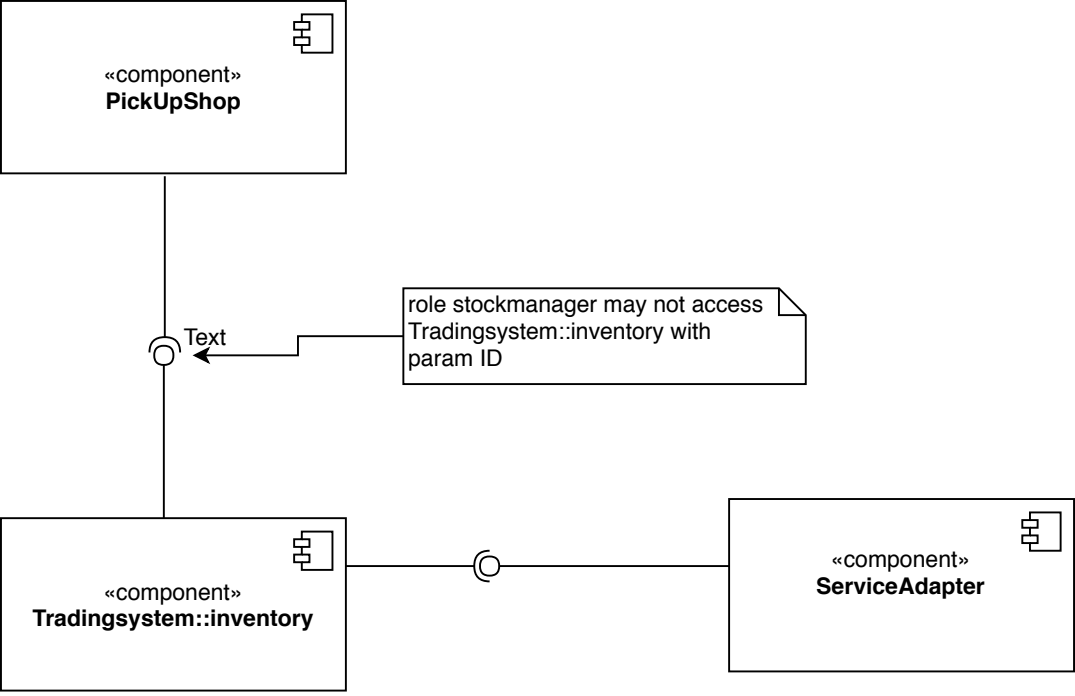 «component»
PickUpShop
Text
role stockmanager may not access
Tradingsystem::inventory with
param ID
«component»
Tradingsystem::inventory
«component»
ServiceAdapter